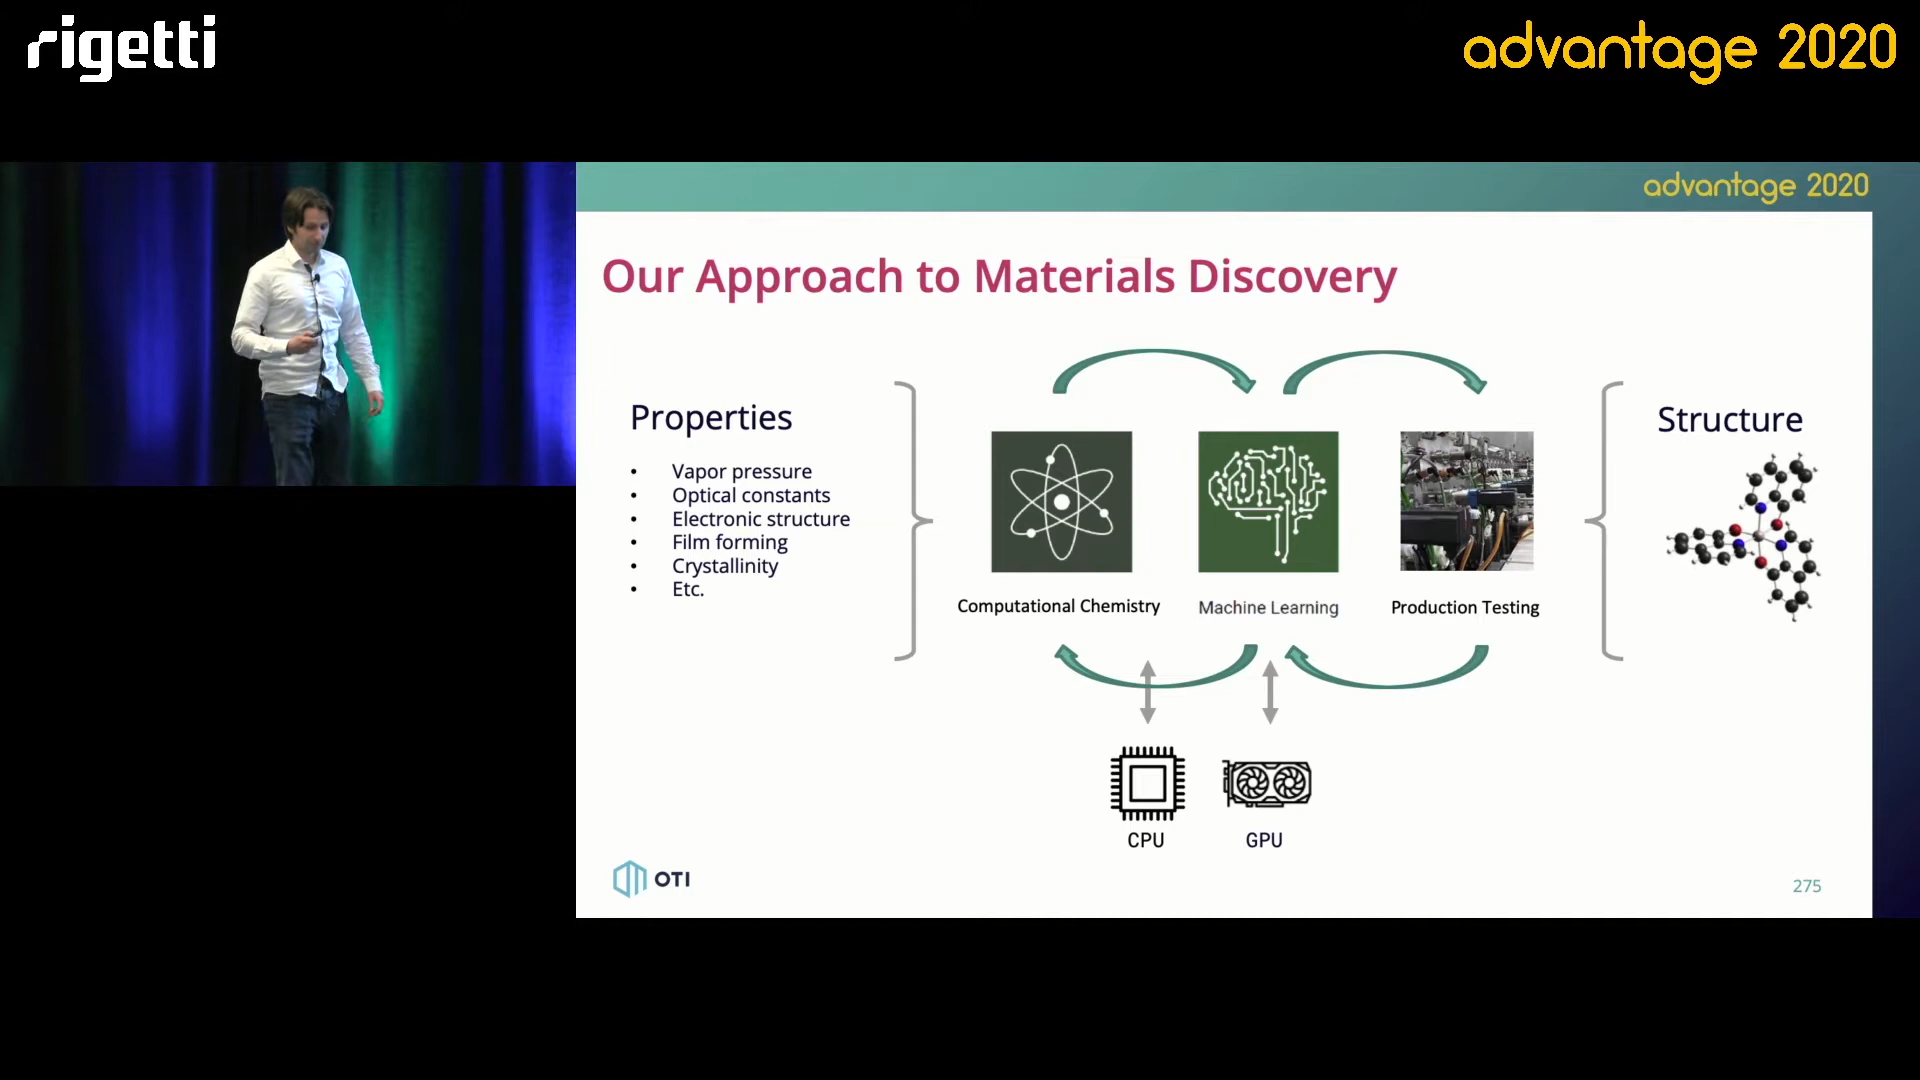 rigetti
advantage 2020
advantage 2020
Our Approach to Materials Discovery
Properties
• Vapor pressure
• Optical constants
• Electronic structure
• Film forming
• Crystallinity
• Etc.
Computational Chemistry
Machine Learning
Production Testing
Structure
CPU
GPU
OTI
275